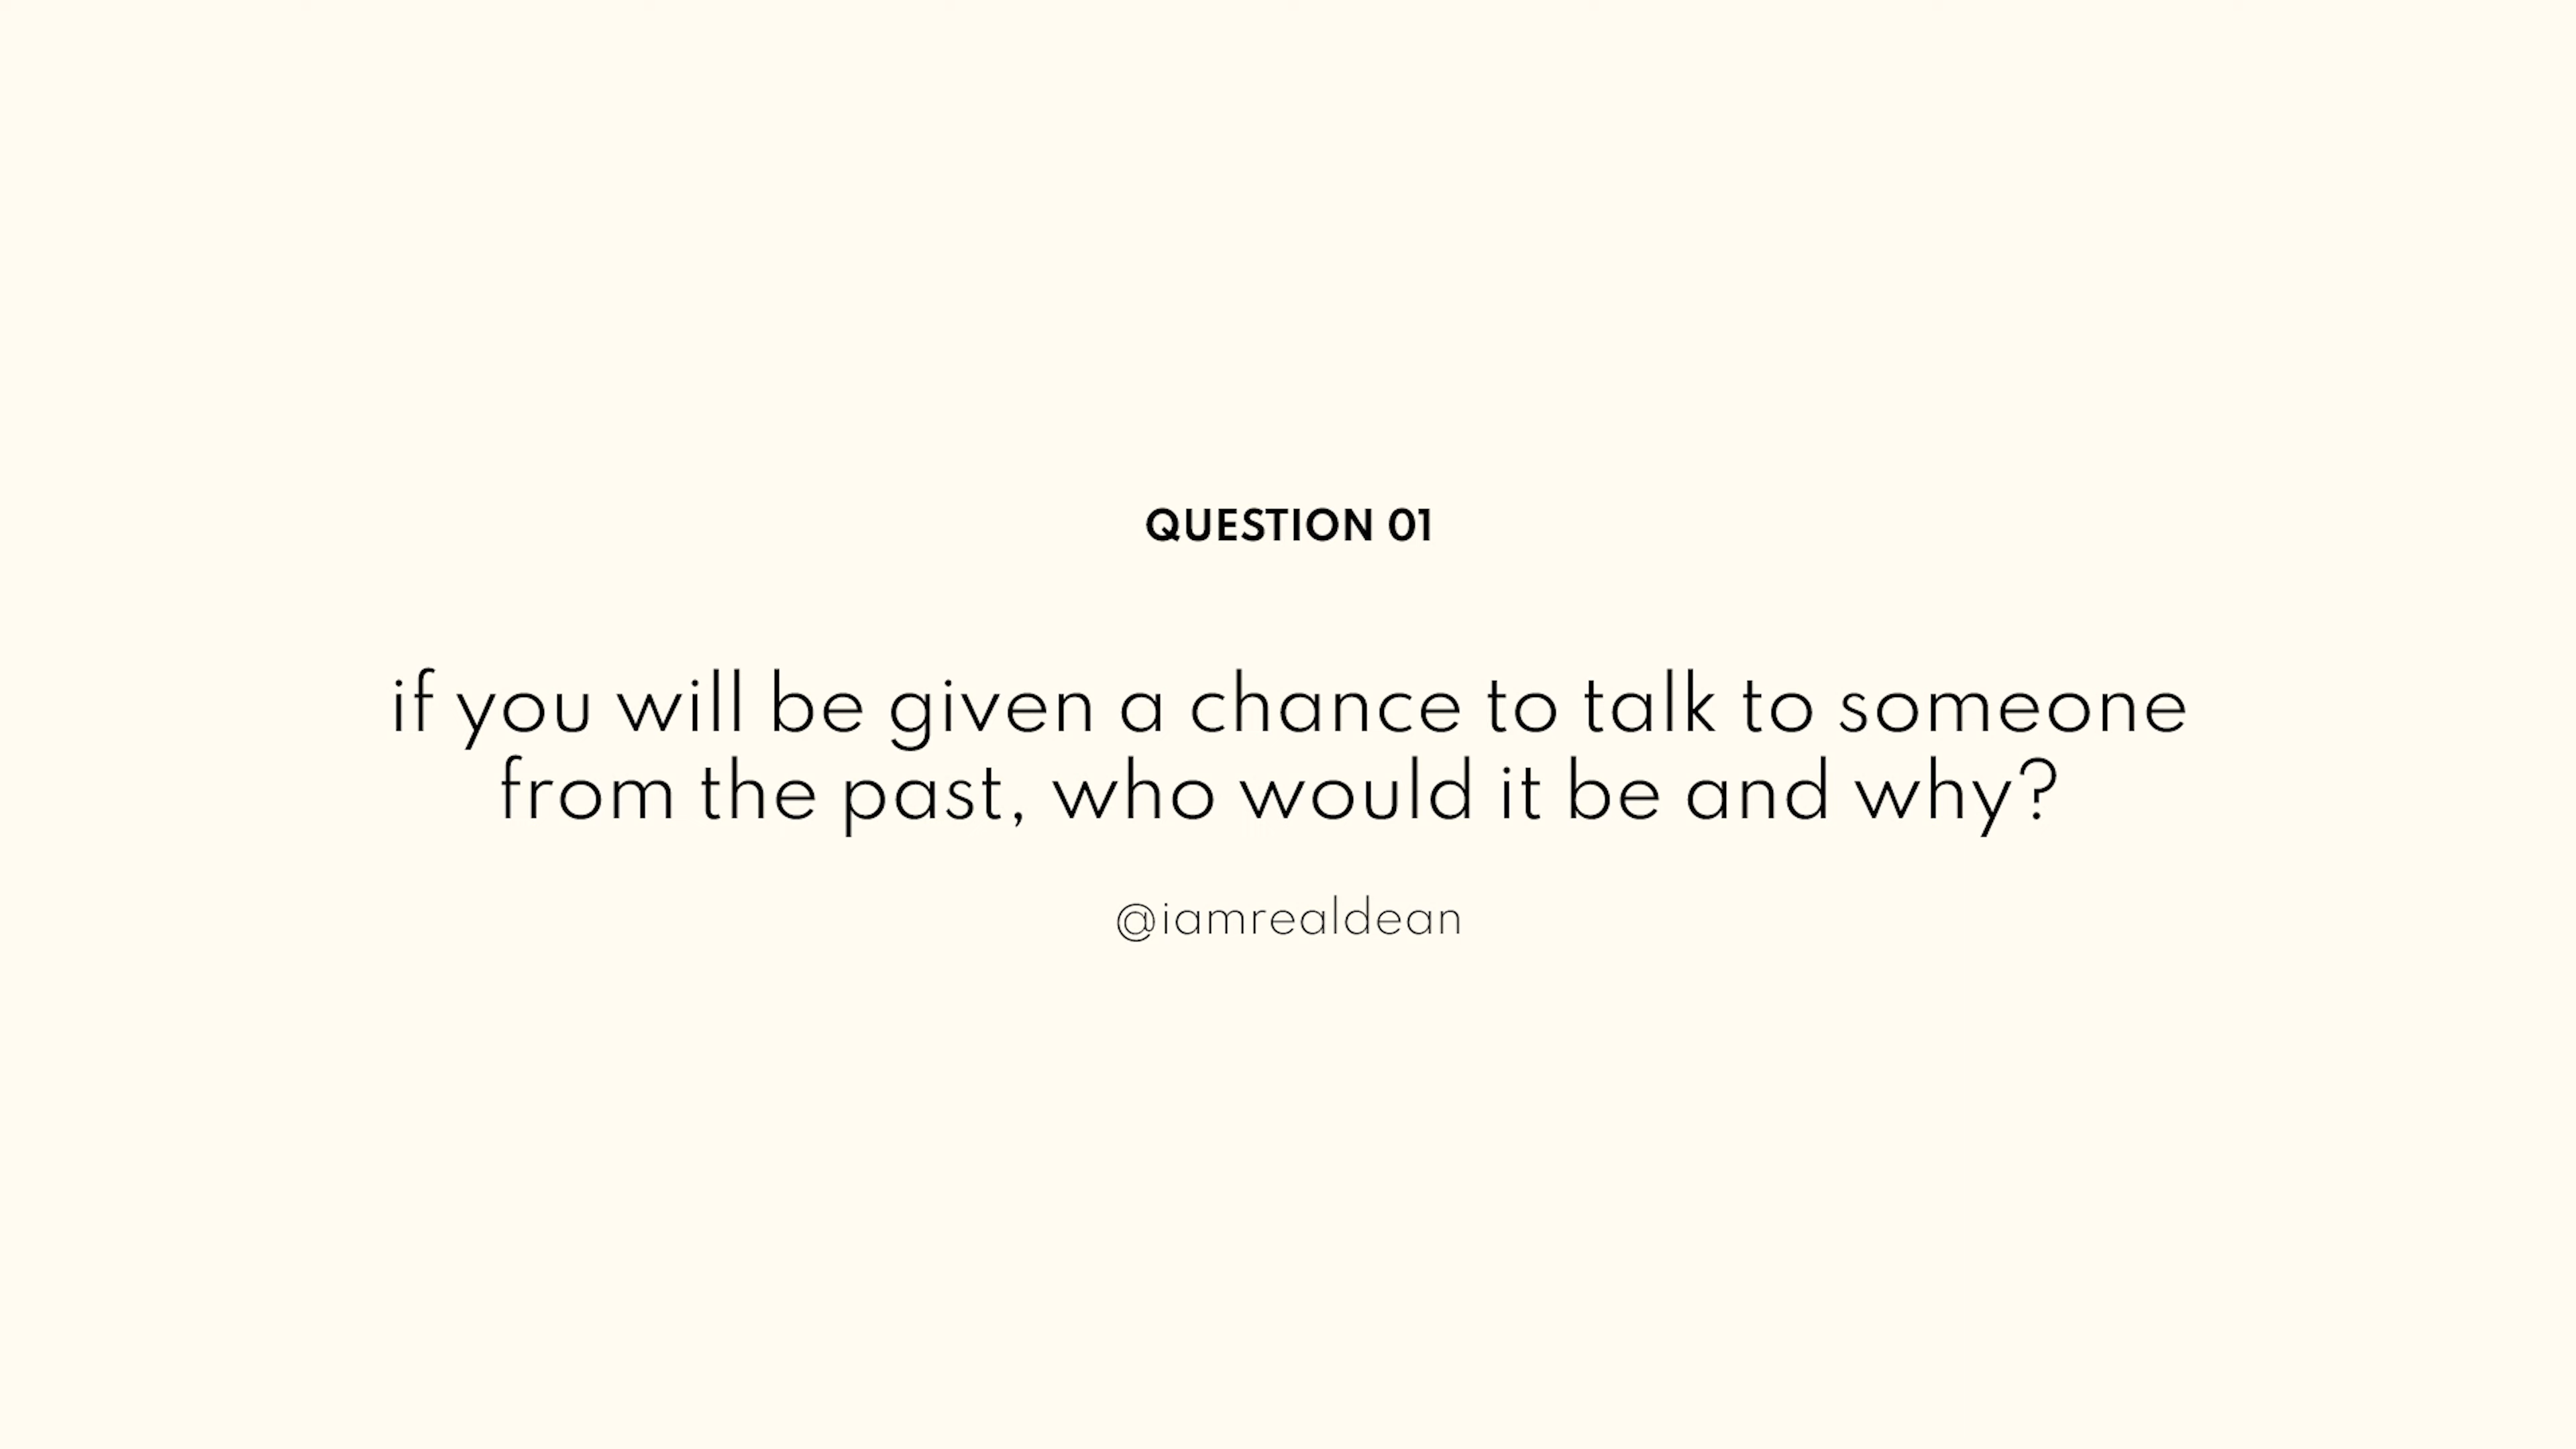 QUESTION 01
if you will be given a chance to talk to someone
from the past, who would it be and why?
@iamrealdean